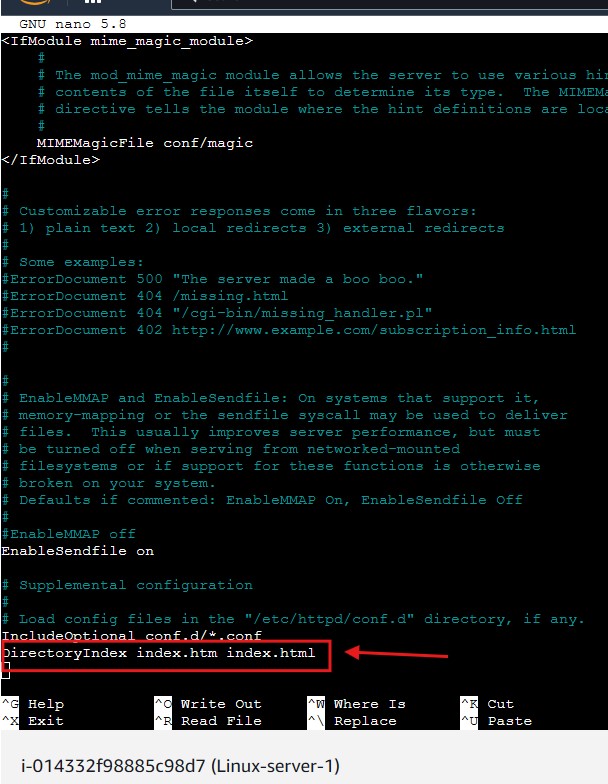 GNU nano 5.8
<IfModule mime_magic_module>
#
# The mod_mime_magic module allows the server to use various
# contents of the file itself to determine its type.  The
# directive tells the module where the hint definitions are
#
MIMEMagicFile conf/magic
</IfModule>
#
# Customizable error responses come in three flavors:
# 1) plain text 2) local redirects 3) external redirects
#
# Some examples:
#ErrorDocument 500 "The server made a boo boo."
#ErrorDocument 404 /missing.html
#ErrorDocument 404 "/cgi-bin/missing_handler.pl"
#ErrorDocument 402 http://www.example.com/subscription_info.html
#
#
# EnableMMAP and EnableSendfile: On systems that support it,
# memory-mapping or the sendfile syscall may be used to deliver
# files.  This usually improves server performance, but must
# be turned off when serving from networked-mounted
# filesystems or if support for these functions is otherwise
# broken on your system.
# Defaults if commented: EnableMMAP On, EnableSendfile Off
#
#EnableMMAP off
EnableSendfile on
# Supplemental configuration
#
# Load config files in the "/etc/httpd/conf.d" directory, if any.
IncludeOptional conf.d/*.conf
DirectoryIndex index.htm index.html
^G Help ^O Write Out ^W Where Is ^K Cut
^X Exit ^R Read File ^\ Replace ^U Paste
i-014332f98885c98d7 (Linux-server-1)